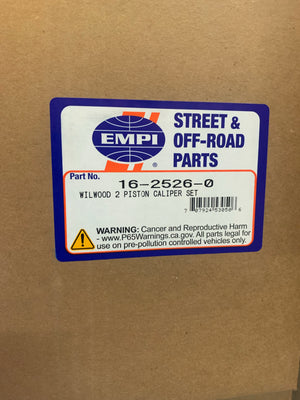 EMPI
®
STREET &
OFF-ROAD
PARTS
Part No.
16-2526-0
WILWOOD 2 PISTON CALIPER SET
WARNING: Cancer and Reproductive Harm
- www.P65Warnings.ca.gov. All parts legal for
use on pre-pollution controlled vehicles only.